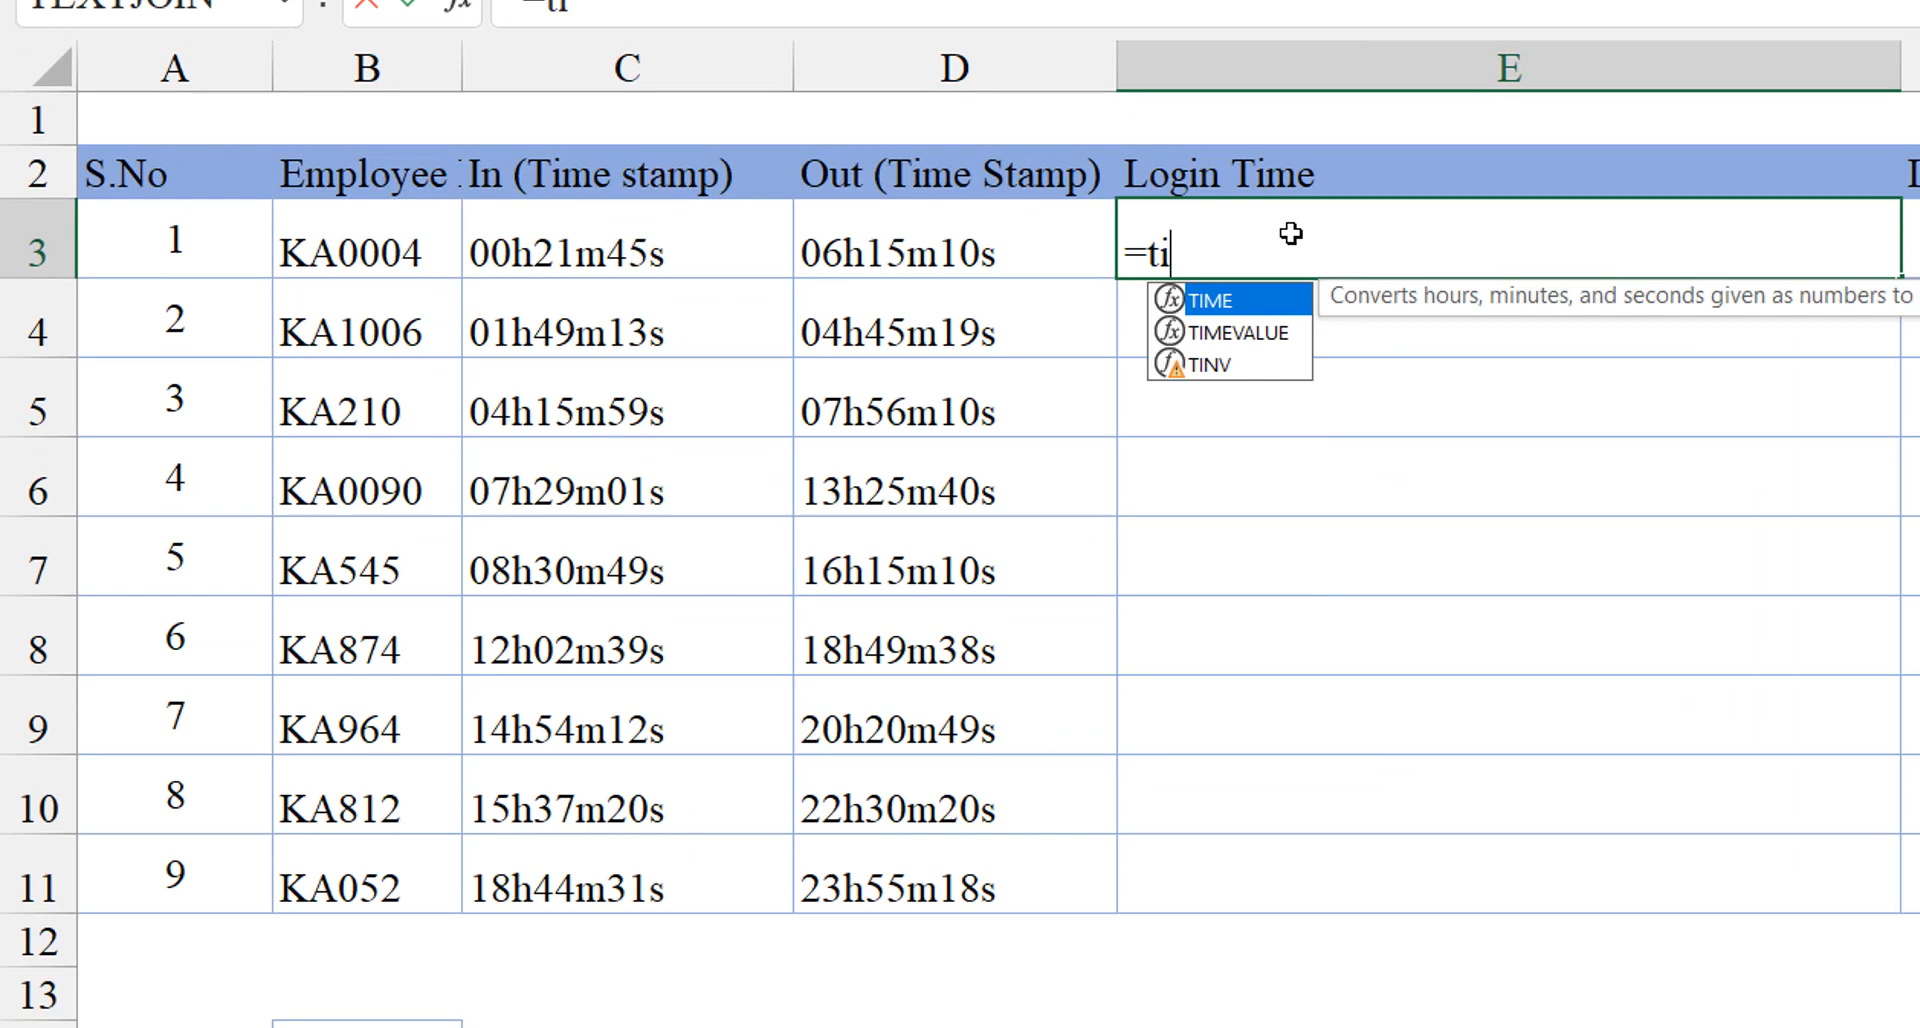 TEXTJOIN fx =ti
A B C D E
1
2 S.No Employee In (Time stamp) Out (Time Stamp) Login Time
3 1 KA0004 00h21m45s 06h15m10s =ti
TIME Converts hours, minutes, and seconds given as numbers to
4 2 KA1006 01h49m13s 04h45m19s
TIMEVALUE
TINV
5 3 KA210 04h15m59s 07h56m10s
6 4 KA0090 07h29m01s 13h25m40s
7 5 KA545 08h30m49s 16h15m10s
8 6 KA874 12h02m39s 18h49m38s
9 7 KA964 14h54m12s 20h20m49s
10 8 KA812 15h37m20s 22h30m20s
11 9 KA052 18h44m31s 23h55m18s
12
13